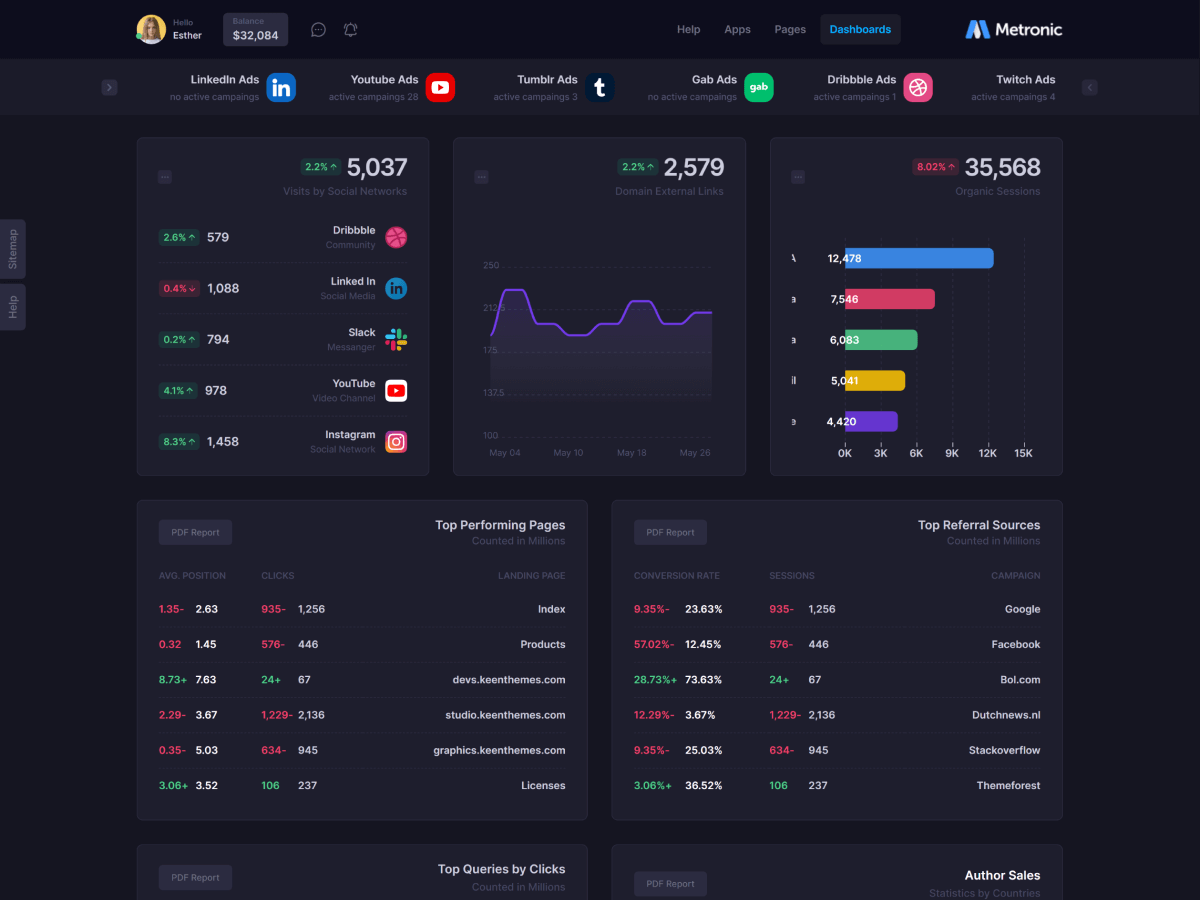 Hello
Esther
Balance
$32,084
Help
Apps
Pages
Dashboards
Metronic
LinkedIn Ads
no active campaings
Youtube Ads
active campaings 28
Tumblr Ads
active campaings 3
Gab Ads
no active campaings
gab
Dribbble Ads
active campaings 1
Twitch Ads
active campaings 4
Sitemap
Help
2.2% 5,037
Visits by Social Networks
2.6% 579
Dribbble
Community
0.4% 1,088
Linked In
Social Media
0.2% 794
Slack
Messanger
4.1% 978
YouTube
Video Channel
8.3% 1,458
Instagram
Social Network
2.2% 2,579
Domain External Links
250
212.5
175
137.5
100
May 04 May 10 May 18 May 26
8.02% 35,568
Organic Sessions
12,478
a 7,546
a 6,083
il 5,041
e 4,420
0K 3K 6K 9K 12K 15K
PDF Report
Top Performing Pages
Counted in Millions
AVG. POSITION CLICKS LANDING PAGE
1.35- 2.63 935- 1,256 Index
0.32 1.45 576- 446 Products
8.73+ 7.63 24+ 67 devs.keenthemes.com
2.29- 3.67 1,229- 2,136 studio.keenthemes.com
0.35- 5.03 634- 945 graphics.keenthemes.com
3.06+ 3.52 106 237 Licenses
PDF Report
Top Referral Sources
Counted in Millions
CONVERSION RATE SESSIONS CAMPAIGN
9.35%- 23.63% 935- 1,256 Google
57.02%- 12.45% 576- 446 Facebook
28.73%+ 73.63% 24+ 67 Bol.com
12.29%- 3.67% 1,229- 2,136 Dutchnews.nl
9.35%- 25.03% 634- 945 Stackoverflow
3.06%+ 36.52% 106 237 Themeforest
PDF Report
Top Queries by Clicks
Counted in Millions
PDF Report
Author Sales
Statistics by Countries